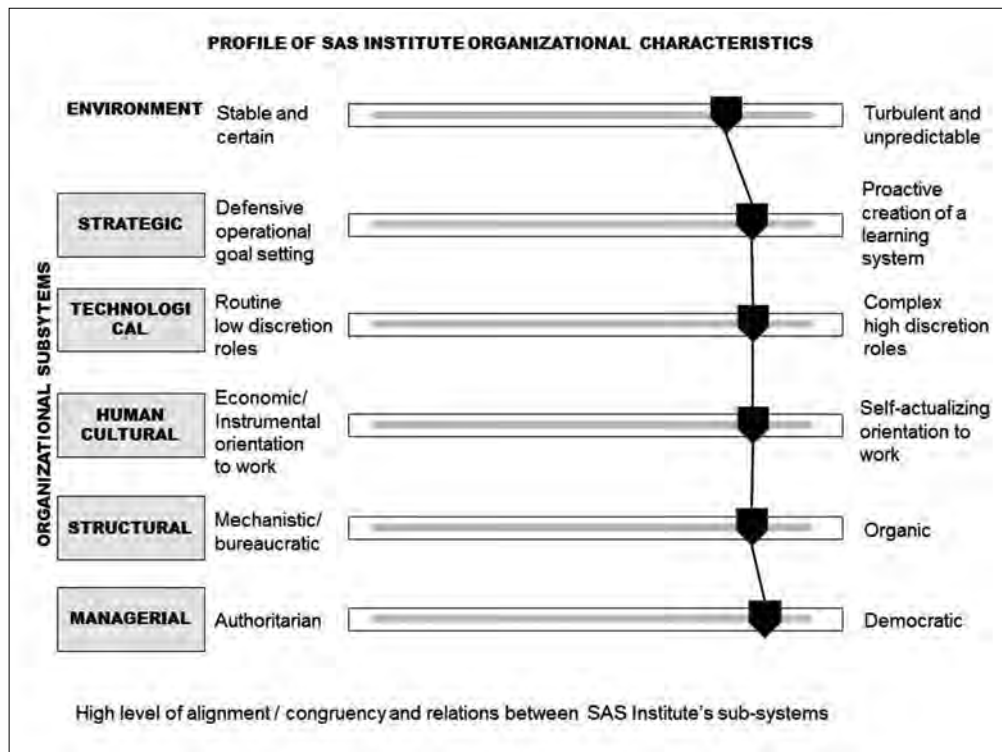 PROFILE OF SAS INSTITUTE ORGANIZATIONAL CHARACTERISTICS
ENVIRONMENT
Stable and
certain
Turbulent and
unpredictable
ORGANIZATIONAL SUBSYTEMS
STRATEGIC
Defensive
operational
goal setting
Proactive
creation of a
learning
system
TECHNOLOGI
CAL
Routine
low discretion
roles
Complex
high discretion
roles
HUMAN
CULTURAL
Economic/
Instrumental
orientation
to work
Self-actualizing
orientation to
work
STRUCTURAL
Mechanistic/
bureaucratic
Organic
MANAGERIAL
Authoritarian
Democratic
High level of alignment / congruency and relations between SAS Institute's sub-systems